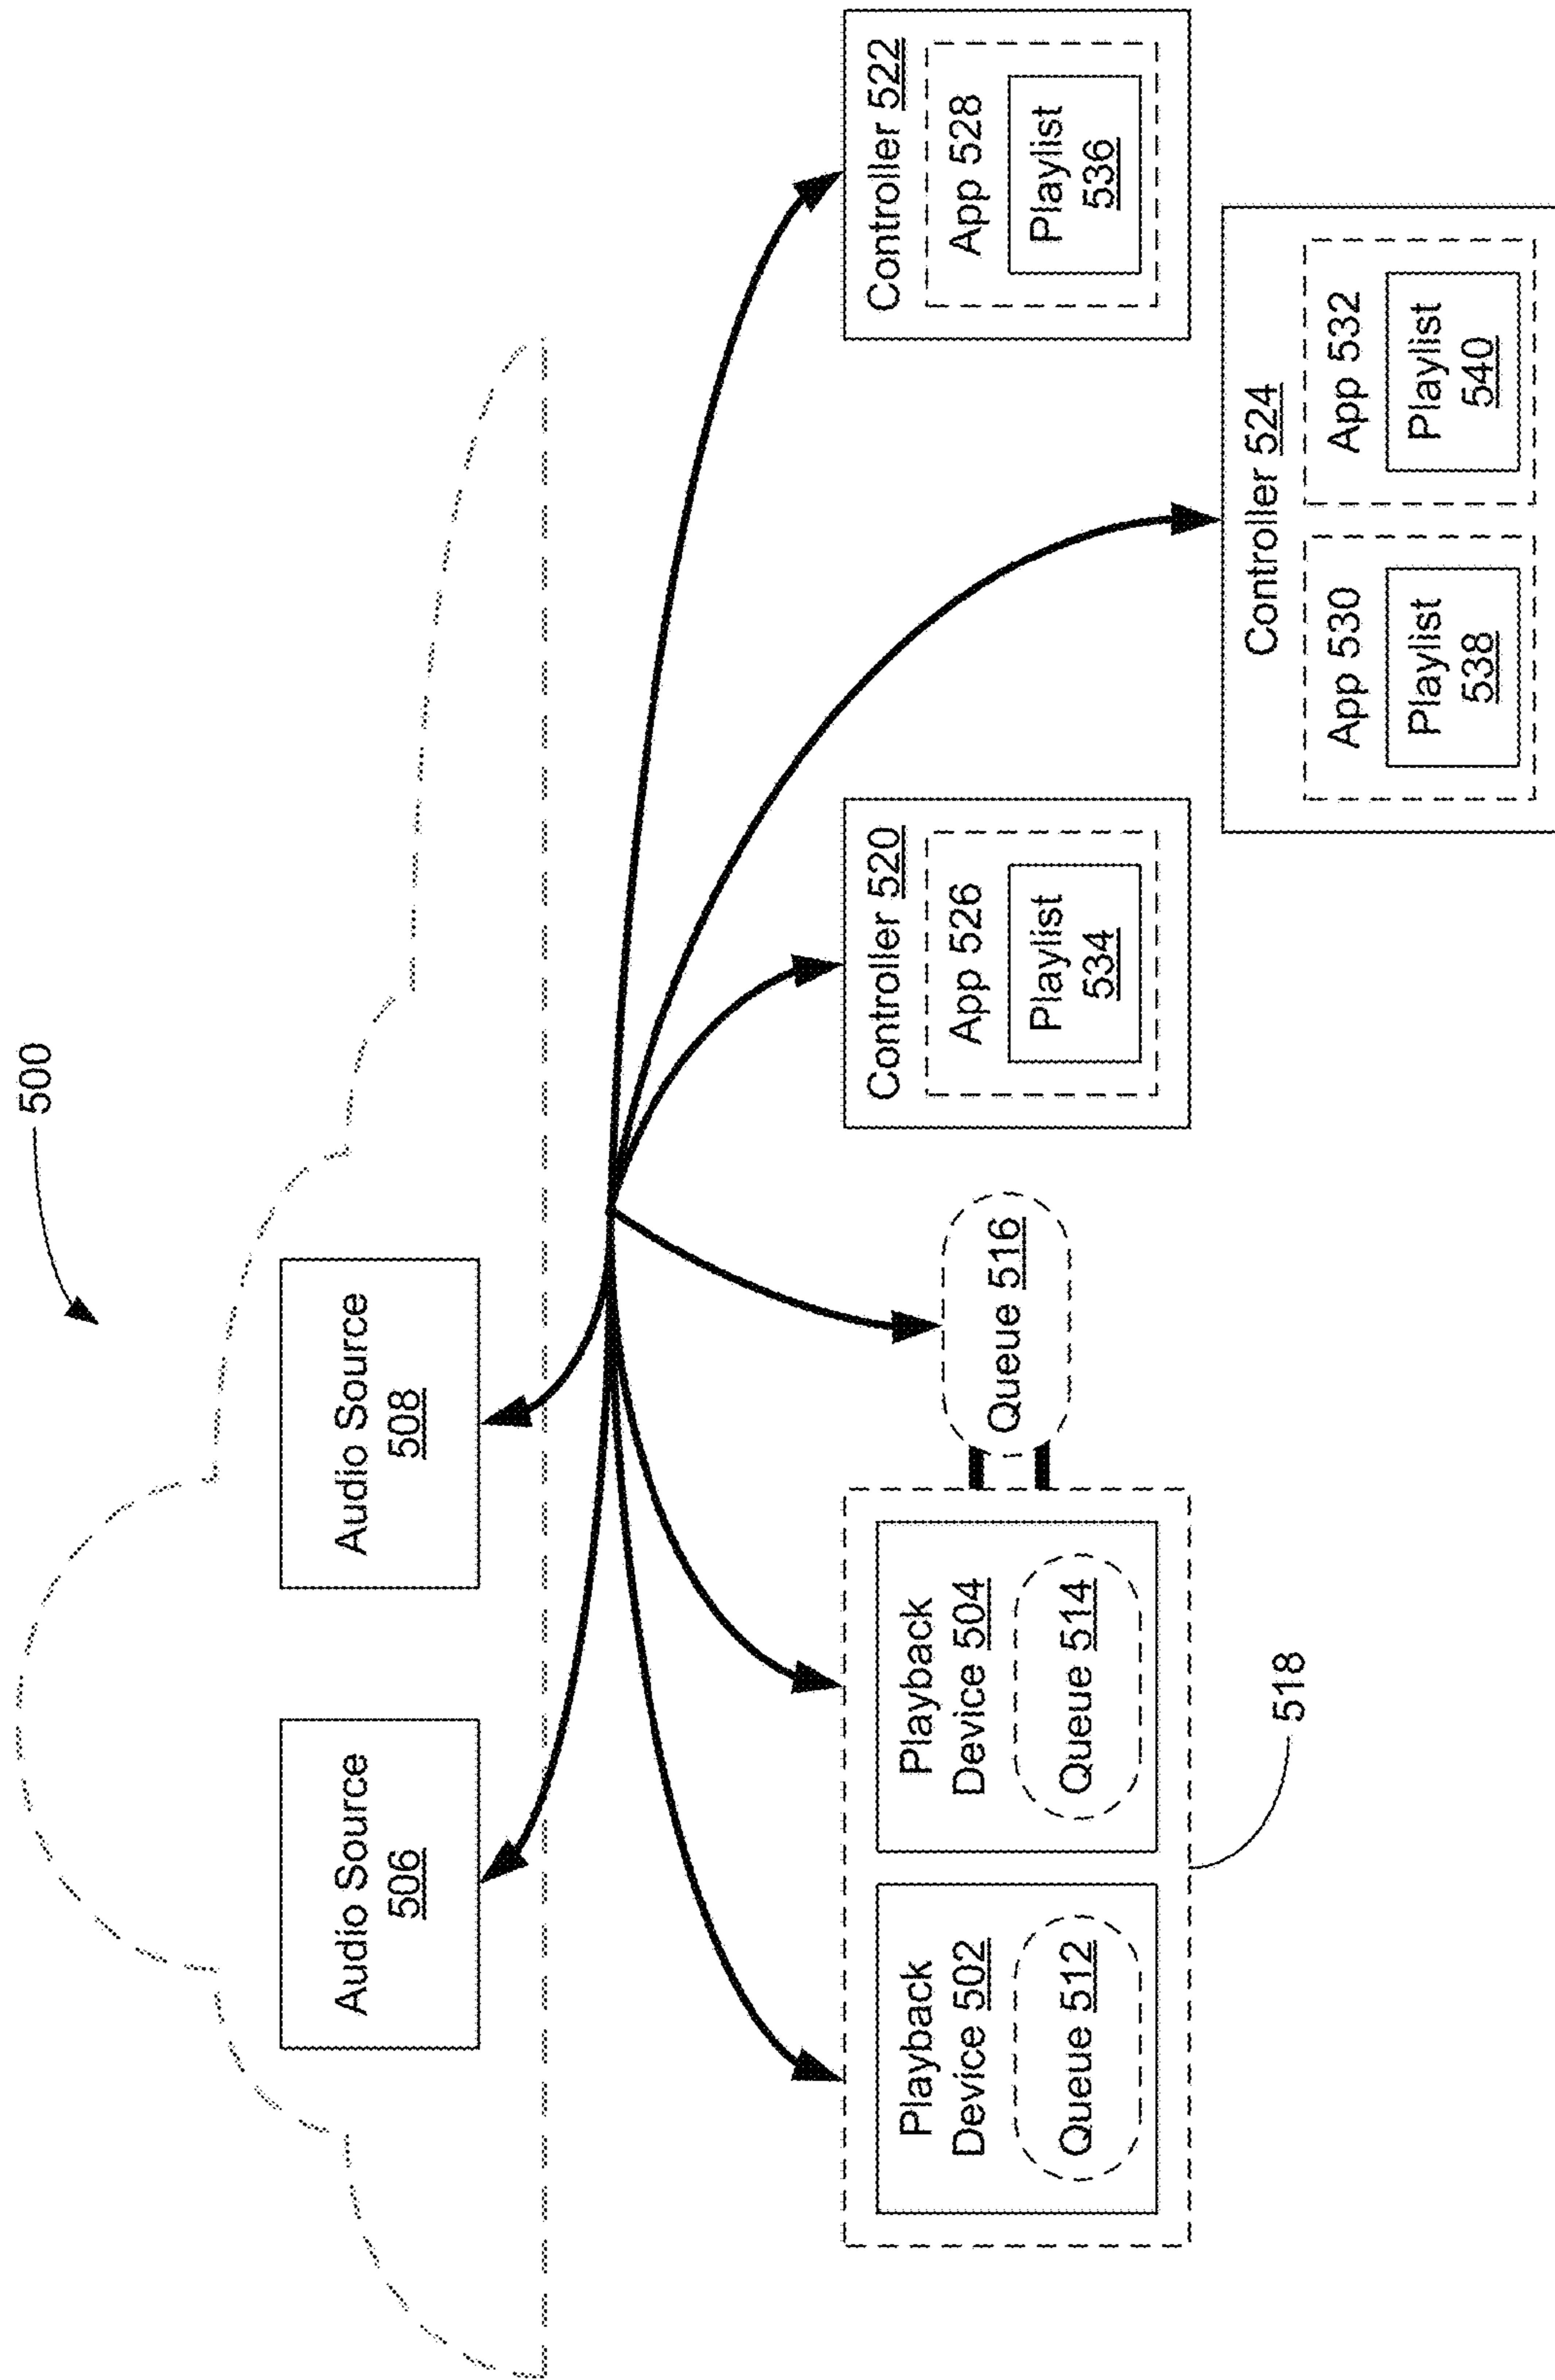 500
Audio Source
506
Audio Source
508
Playback
Device 502
Queue 512
Playback
Device 504
Queue 514
518
Queue 516
Controller 520
App 526
Playlist
534
Controller 522
App 528
Playlist
536
Controller 524
App 530
Playlist
538
App 532
Playlist
540